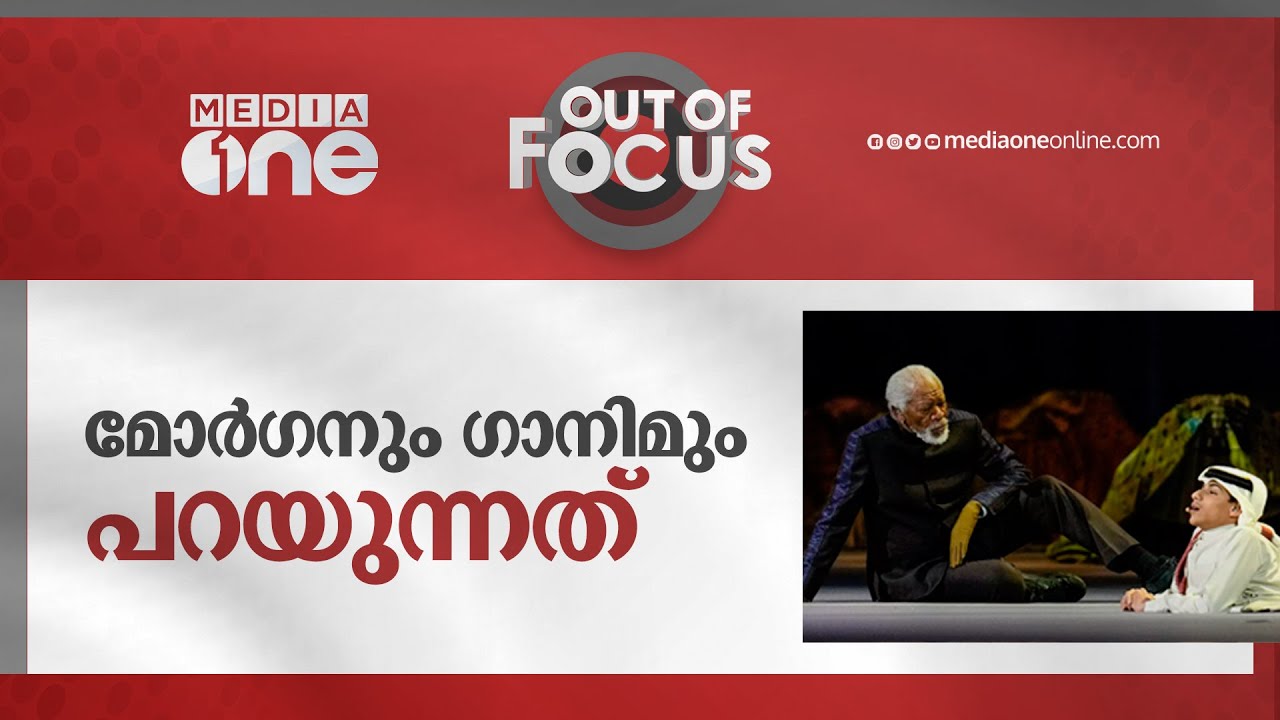 MEDIA
ONE
OUT OF
FOCUS
mediaoneonline.com
മോർഗനും ഗാനിമും
പറയുന്നത്